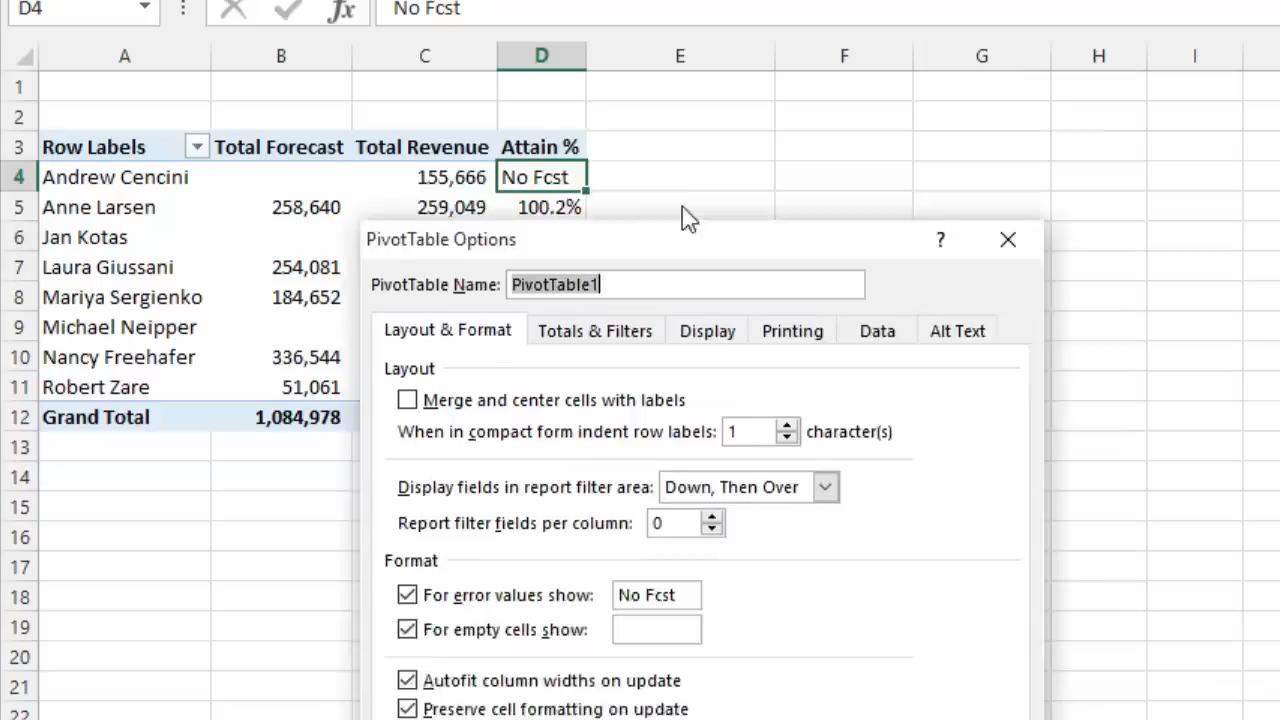 D4 fx No Fcst
A B C D E F G H I
1
2
3 Row Labels Total Forecast Total Revenue Attain %
4 Andrew Cencini 155,666 No Fcst
5 Anne Larsen 258,640 259,049 100.2%
6 Jan Kotas
7 Laura Giussani 254,081
8 Mariya Sergienko 184,652
9 Michael Neipper
10 Nancy Freehafer 336,544
11 Robert Zare 51,061
12 Grand Total 1,084,978
13
14
15
16
17
18
19
20
21
22
PivotTable Options ?
PivotTable Name: PivotTable1
Layout & Format Totals & Filters Display Printing Data Alt Text
Layout
Merge and center cells with labels
When in compact form indent row labels: 1 character(s)
Display fields in report filter area: Down, Then Over
Report filter fields per column: 0
Format
For error values show: No Fcst
For empty cells show:
Autofit column widths on update
Preserve cell formatting on update